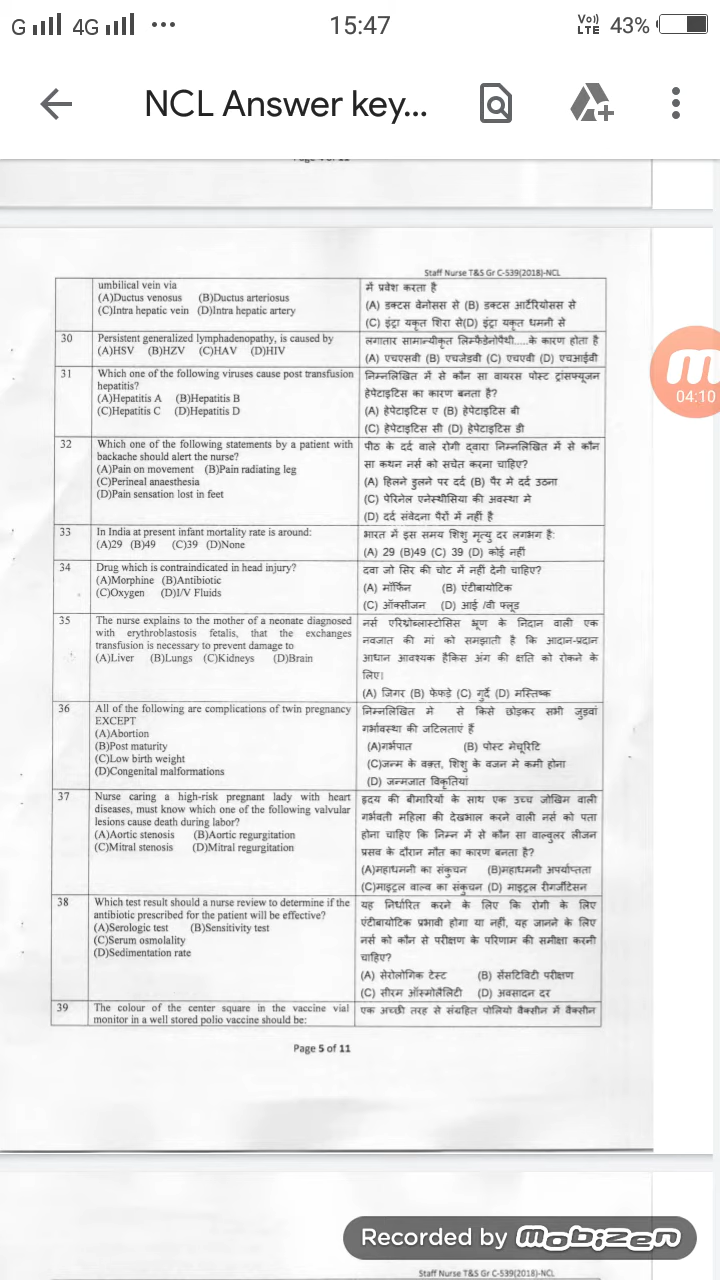 G 4G ... 15:47 Vo)) LTE 43%
NCL Answer key...
Staff Nurse T&S Gr C-539(2018)-NCL
umbilical vein via
(A)Ductus venosus (B)Ductus arteriosus
(C)Intra hepatic vein (D)Intra hepatic artery
में प्रवेश करता है
(A) डक्टस वेनोसस से (B) डक्टस आर्टेरियोसस से
(C) इंट्रा यकृत शिरा से(D) इंट्रा यकृत धमनी से
30 Persistent generalized lymphadenopathy, is caused by
(A)HSV (B)HZV (C)HAV (D)HIV
लगातार सामान्यीकृत लिम्फैडेनोपैथी.....के कारण होता है
(A) एचएसवी (B) एचजेडवी (C) एचएवी (D) एचआईवी
31 Which one of the following viruses cause post transfusion
hepatitis?
(A)Hepatitis A (B)Hepatitis B
(C)Hepatitis C (D)Hepatitis D
निम्नलिखित में से कौन सा वायरस पोस्ट ट्रांसफ्यूजन
हेपेटाइटिस का कारण बनता है?
(A) हेपेटाइटिस ए (B) हेपेटाइटिस बी
(C) हेपेटाइटिस सी (D) हेपेटाइटिस डी
32 Which one of the following statements by a patient with
backache should alert the nurse?
(A)Pain on movement (B)Pain radiating leg
(C)Perineal anaesthesia
(D)Pain sensation lost in feet
पीठ के दर्द वाले रोगी द्वारा निम्नलिखित में से कौन
सा कथन नर्स को सचेत करना चाहिए?
(A) हिलने डुलने पर दर्द (B) पैर मे दर्द उठना
(C) पेरिनेल एनेस्थीसिया की अवस्था मे
(D) दर्द संवेदना पैरों में नहीं है
33 In India at present infant mortality rate is around:
(A)29 (B)49 (C)39 (D)None
भारत में इस समय शिशु मृत्यु दर लगभग है:
(A) 29 (B)49 (C) 39 (D) कोई नहीं
34 Drug which is contraindicated in head injury?
(A)Morphine (B)Antibiotic
(C)Oxygen (D)I/V Fluids
दवा जो सिर की चोट में नहीं देनी चाहिए?
(A) मॉर्फिन (B) एंटीबायोटिक
(C) ऑक्सीजन (D) आई /वी फ्लूड
35 The nurse explains to the mother of a neonate diagnosed
with erythroblastosis fetalis, that the exchanges
transfusion is necessary to prevent damage to
(A)Liver (B)Lungs (C)Kidneys (D)Brain
नर्स एरिथ्रोब्लास्टोसिस भ्रूण के निदान वाली एक
नवजात की मां को समझाती है कि आदान-प्रदान
आधान आवश्यक हैकिस अंग की क्षति को रोकने के
लिए।
(A) जिगर (B) फेफड़े (C) गुर्दे (D) मस्तिष्क
36 All of the following are complications of twin pregnancy
EXCEPT
(A)Abortion
(B)Post maturity
(C)Low birth weight
(D)Congenital malformations
निम्नलिखित मे से किसे छोड़कर सभी जुड़वां
गर्भावस्था की जटिलताएं हैं
(A)गर्भपात (B) पोस्ट मेचूरिटि
(C)जन्म के वक्त, शिशु के वजन मे कमी होना
(D) जन्मजात विकृतियां
37 Nurse caring a high-risk pregnant lady with heart
diseases, must know which one of following valvular
lesions cause death during labor?
(A)Aortic stenosis (B)Aortic regurgitation
(C)Mitral stenosis (D)Mitral regurgitation
हृदय की बीमारियों के साथ एक उच्च जोखिम वाली
गर्भवती महिला की देखभाल करने वाली नर्स को पता
होना चाहिए कि निम्न में से कौन सा वाल्वुलर लीजन
प्रसव के दौरान मौत का कारण बनता है?
(A)महाधमनी का संकुचन (B)महाधमनी अपर्याप्तता
(C)माइट्रल वाल्व का संकुचन (D) माइट्रल रीगर्जीटेसन
38 Which test result should a nurse review to determine if the
antibiotic prescribed for the patient will be effective?
(A)Serologic test (B)Sensitivity test
(C)Serum osmolality
(D)Sedimentation rate
यह निर्धारित करने के लिए कि रोगी के लिए
एंटीबायोटिक प्रभावी होगा या नहीं, यह जानने के लिए
नर्स को कौन से परीक्षण के परिणाम की समीक्षा करनी
चाहिए?
(A) सेरोलोगिक टेस्ट (B) सेंसटिविटी परीक्षण
(C) सीरम ऑस्मोलैलिटी (D) अवसादन दर
39 The colour of the center square in the vaccine vial
monitor in a well stored polio vaccine should be:
एक अच्छी तरह से संग्रहित पोलियो वैक्सीन में वैक्सीन
Page 5 of 11
04:10
Recorded by mobizen
Staff Nurse T&S Gr C-539(2018)-NCL